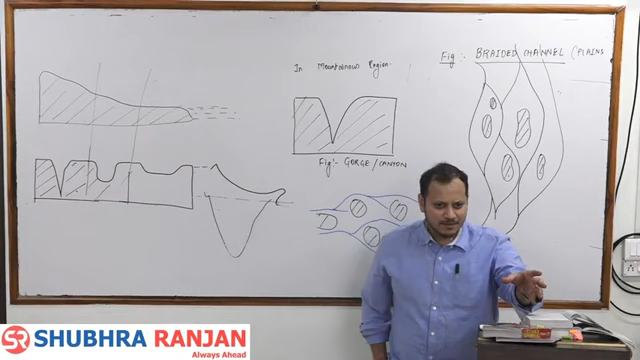 In Mountainous Region
Fig:- GORGE/CANYON
Fig:- BRAIDED CHANNEL (PLAINS
SR SHUBHRA RANJAN
Always Ahead